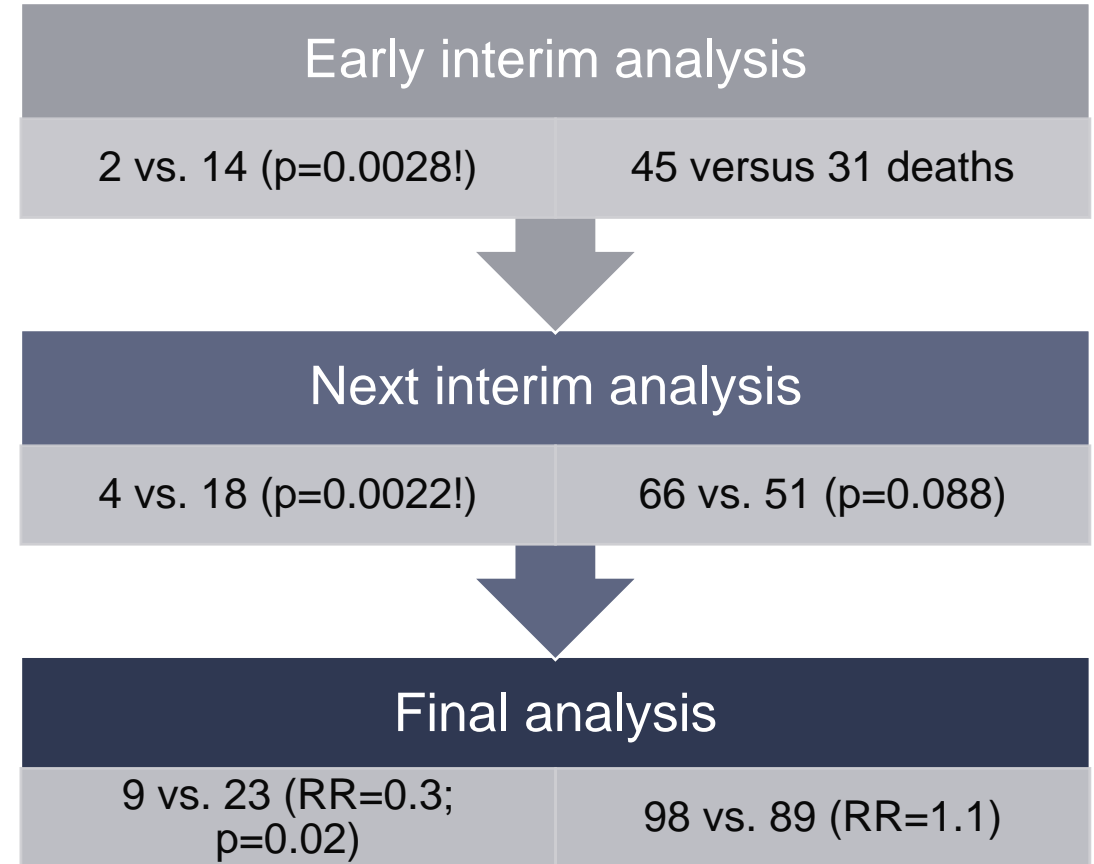 Early interim analysis
2 vs. 14 (p=0.0028!)
45 versus 31 deaths
Next interim analysis
4 vs. 18 (p=0.0022!)
66 vs. 51 (p=0.088)
Final analysis
9 vs. 23 (RR=0.3;
p=0.02)
98 vs. 89 (RR=1.1)